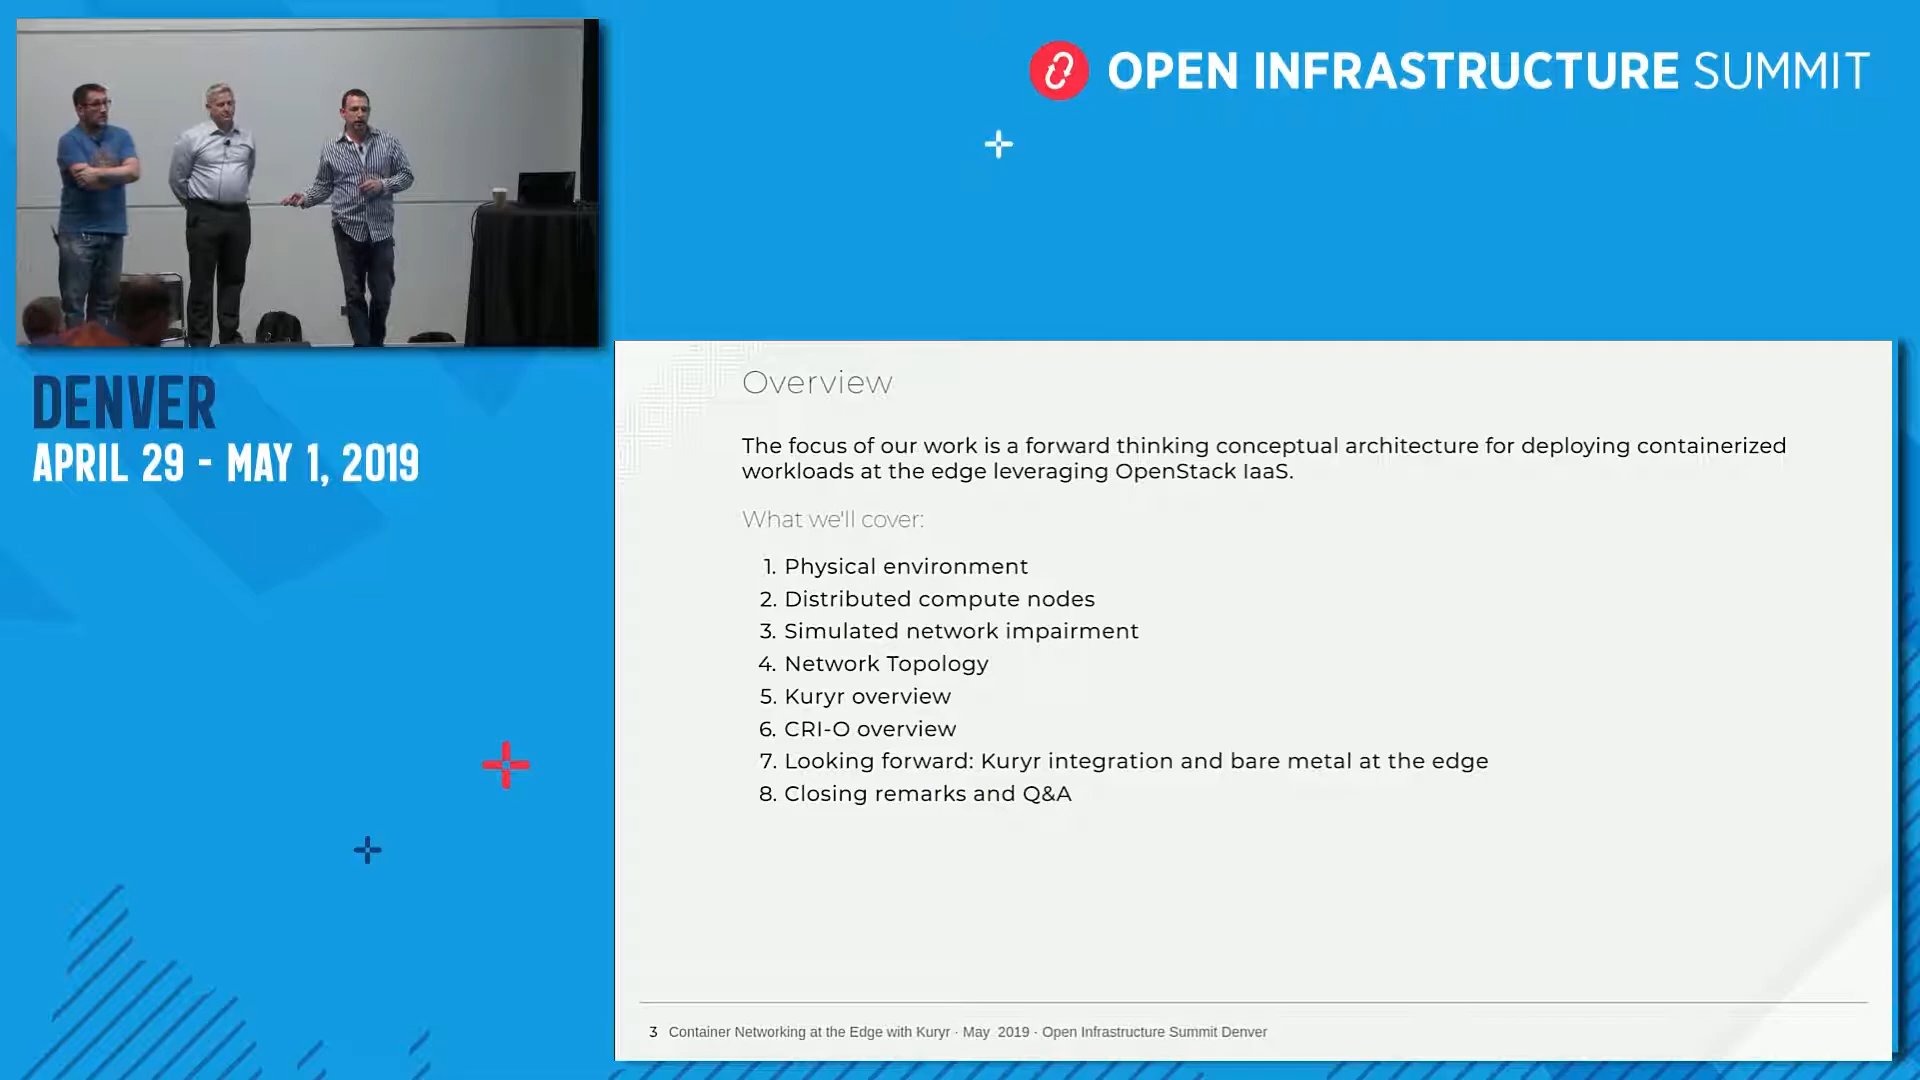 OPEN INFRASTRUCTURE SUMMIT
DENVER
APRIL 29 - MAY 1, 2019
Overview
The focus of our work is a forward thinking conceptual architecture for deploying containerized
workloads at the edge leveraging OpenStack IaaS.
What we'll cover:
1. Physical environment
2. Distributed compute nodes
3. Simulated network impairment
4. Network Topology
5. Kuryr overview
6. CRI-O overview
7. Looking forward: Kuryr integration and bare metal at the edge
8. Closing remarks and Q&A
3 Container Networking at the Edge with Kuryr · May 2019 · Open Infrastructure Summit Denver